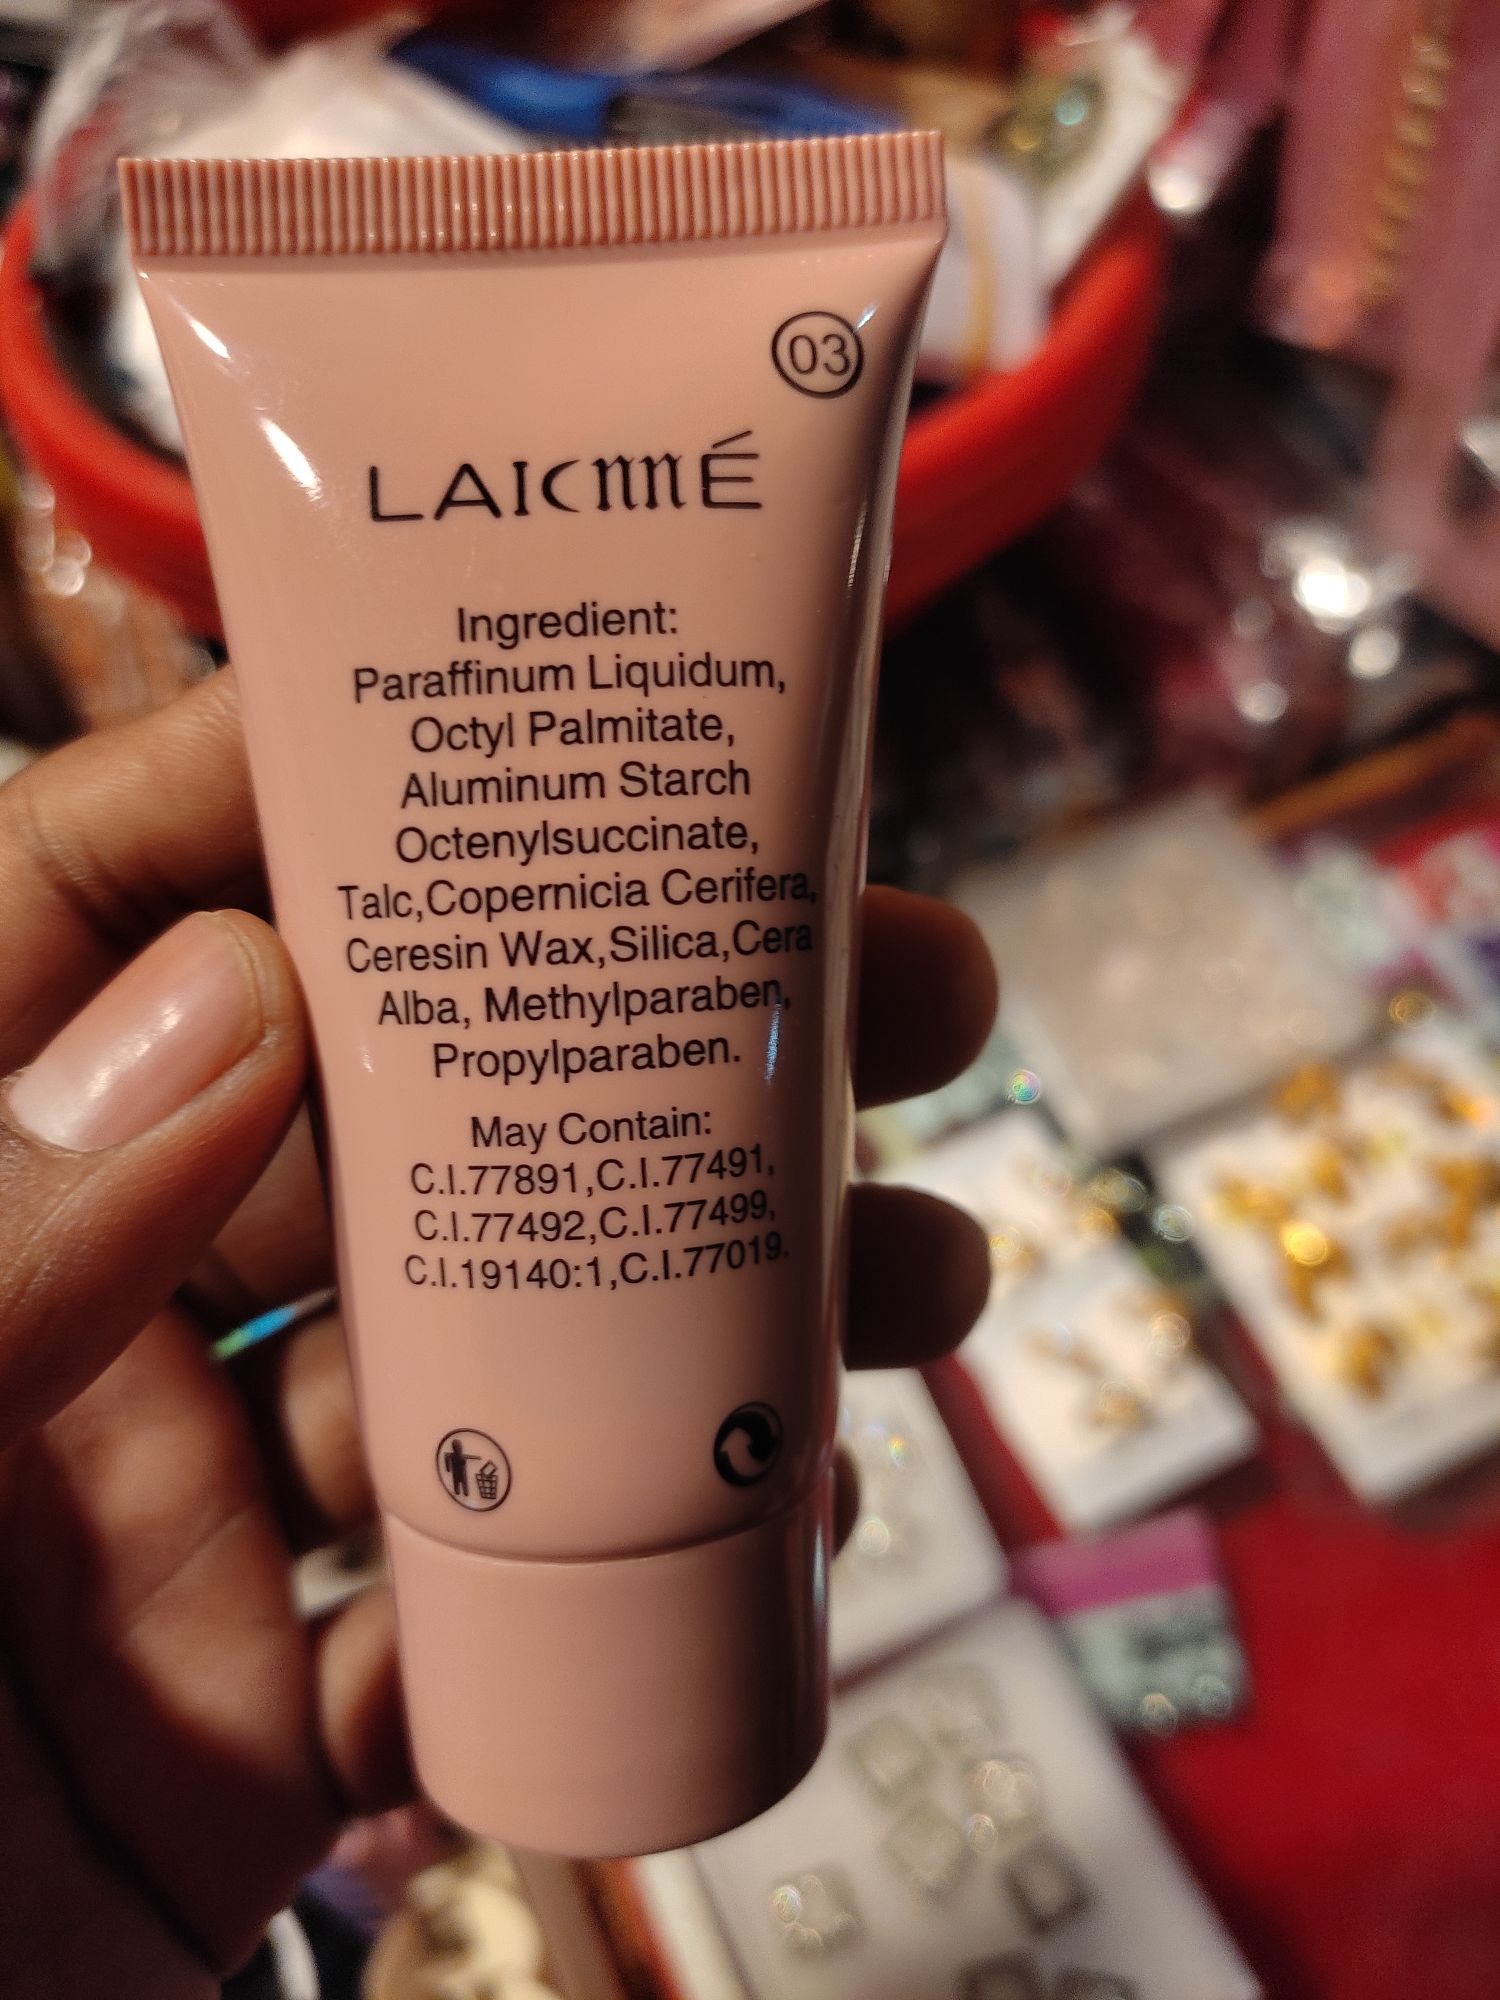 03
LAICMMÉ
Ingredient:
Paraffinum Liquidum,
Octyl Palmitate,
Aluminum Starch
Octenylsuccinate,
Talc,Copernicia Cerifera,
Ceresin Wax,Silica,Cera
Alba, Methylparaben,
Propylparaben.
May Contain:
C.I.77891,C.I.77491,
C.I.77492,C.I.77499,
C.I.19140:1,C.I.77019.